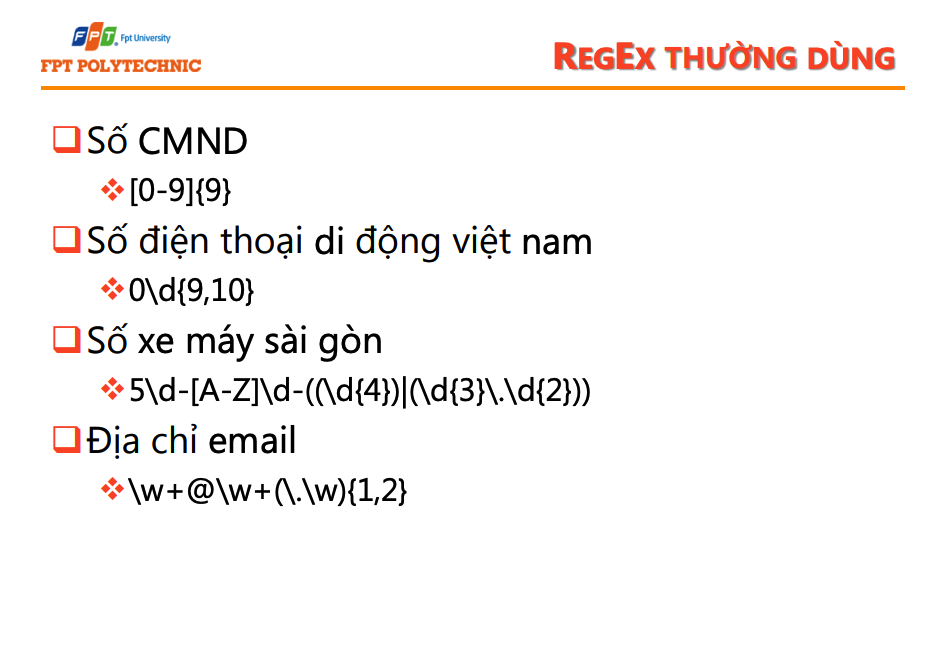 FPT. Fpt University
FPT POLYTECHNIC
REGEX THƯỜNG DÙNG
Số CMND
[0-9]{9}
Số điện thoại di động việt nam
0\d{9,10}
Số xe máy sài gòn
5\d-[A-Z]\d-((\d{4})|(\d{3}\.\d{2}))
Địa chỉ email
\w+@\w+(\.\w){1,2}